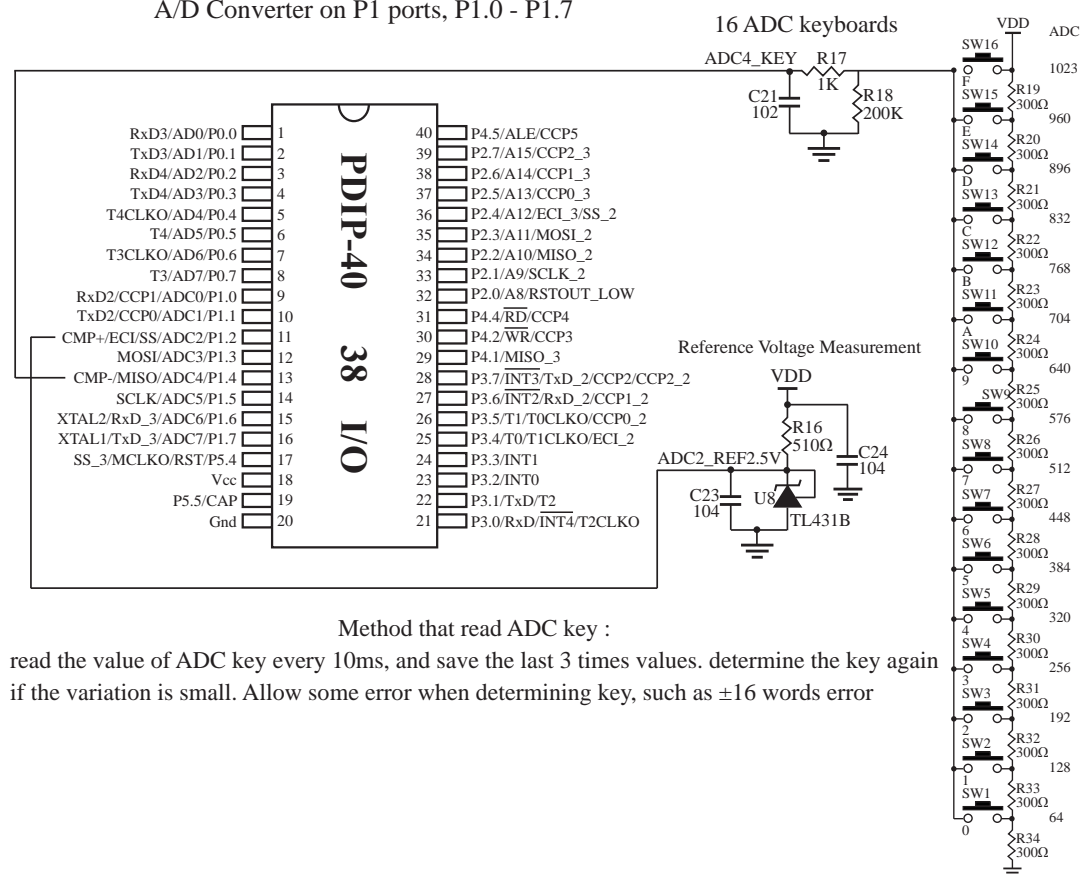 A/D Converter on P1 ports, P1.0 - P1.7
16 ADC keyboards
VDD
ADC
ADC4_KEY
R17
1K
C21
102
R18
200K
SW16
F
1023
R19
300Ω
SW15
E
960
R20
300Ω
SW14
D
896
R21
300Ω
SW13
C
832
R22
300Ω
SW12
B
768
R23
300Ω
SW11
A
704
R24
300Ω
SW10
9
640
R25
300Ω
SW9
8
576
R26
300Ω
SW8
7
512
R27
300Ω
SW7
6
448
R28
300Ω
SW6
5
384
R29
300Ω
SW5
4
320
R30
300Ω
SW4
3
256
R31
300Ω
SW3
2
192
R32
300Ω
SW2
1
128
R33
300Ω
SW1
0
64
R34
300Ω
PDIP-40 38 I/O
RxD3/AD0/P0.0 1
TxD3/AD1/P0.1 2
RxD4/AD2/P0.2 3
TxD4/AD3/P0.3 4
T4CLKO/AD4/P0.4 5
T4/AD5/P0.5 6
T3CLKO/AD6/P0.6 7
T3/AD7/P0.7 8
RxD2/CCP1/ADC0/P1.0 9
TxD2/CCP0/ADC1/P1.1 10
CMP+/ECI/SS/ADC2/P1.2 11
MOSI/ADC3/P1.3 12
CMP-/MISO/ADC4/P1.4 13
SCLK/ADC5/P1.5 14
XTAL2/RxD_3/ADC6/P1.6 15
XTAL1/TxD_3/ADC7/P1.7 16
SS_3/MCLKO/RST/P5.4 17
Vcc 18
P5.5/CAP 19
Gnd 20
40 P4.5/ALE/CCP5
39 P2.7/A15/CCP2_3
38 P2.6/A14/CCP1_3
37 P2.5/A13/CCP0_3
36 P2.4/A12/ECI_3/SS_2
35 P2.3/A11/MOSI_2
34 P2.2/A10/MISO_2
33 P2.1/A9/SCLK_2
32 P2.0/A8/RSTOUT_LOW
31 P4.4/RD/CCP4
30 P4.2/WR/CCP3
29 P4.1/MISO_3
28 P3.7/INT3/TxD_2/CCP2/CCP2_2
27 P3.6/INT2/RxD_2/CCP1_2
26 P3.5/T1/T0CLKO/CCP0_2
25 P3.4/T0/T1CLKO/ECI_2
24 P3.3/INT1
23 P3.2/INT0
22 P3.1/TxD/T2
21 P3.0/RxD/INT4/T2CLKO
Reference Voltage Measurement
VDD
R16
510Ω
C24
104
ADC2_REF2.5V
C23
104
U8
TL431B
Method that read ADC key :
read the value of ADC key every 10ms, and save the last 3 times values. determine the key again
if the variation is small. Allow some error when determining key, such as ±16 words error